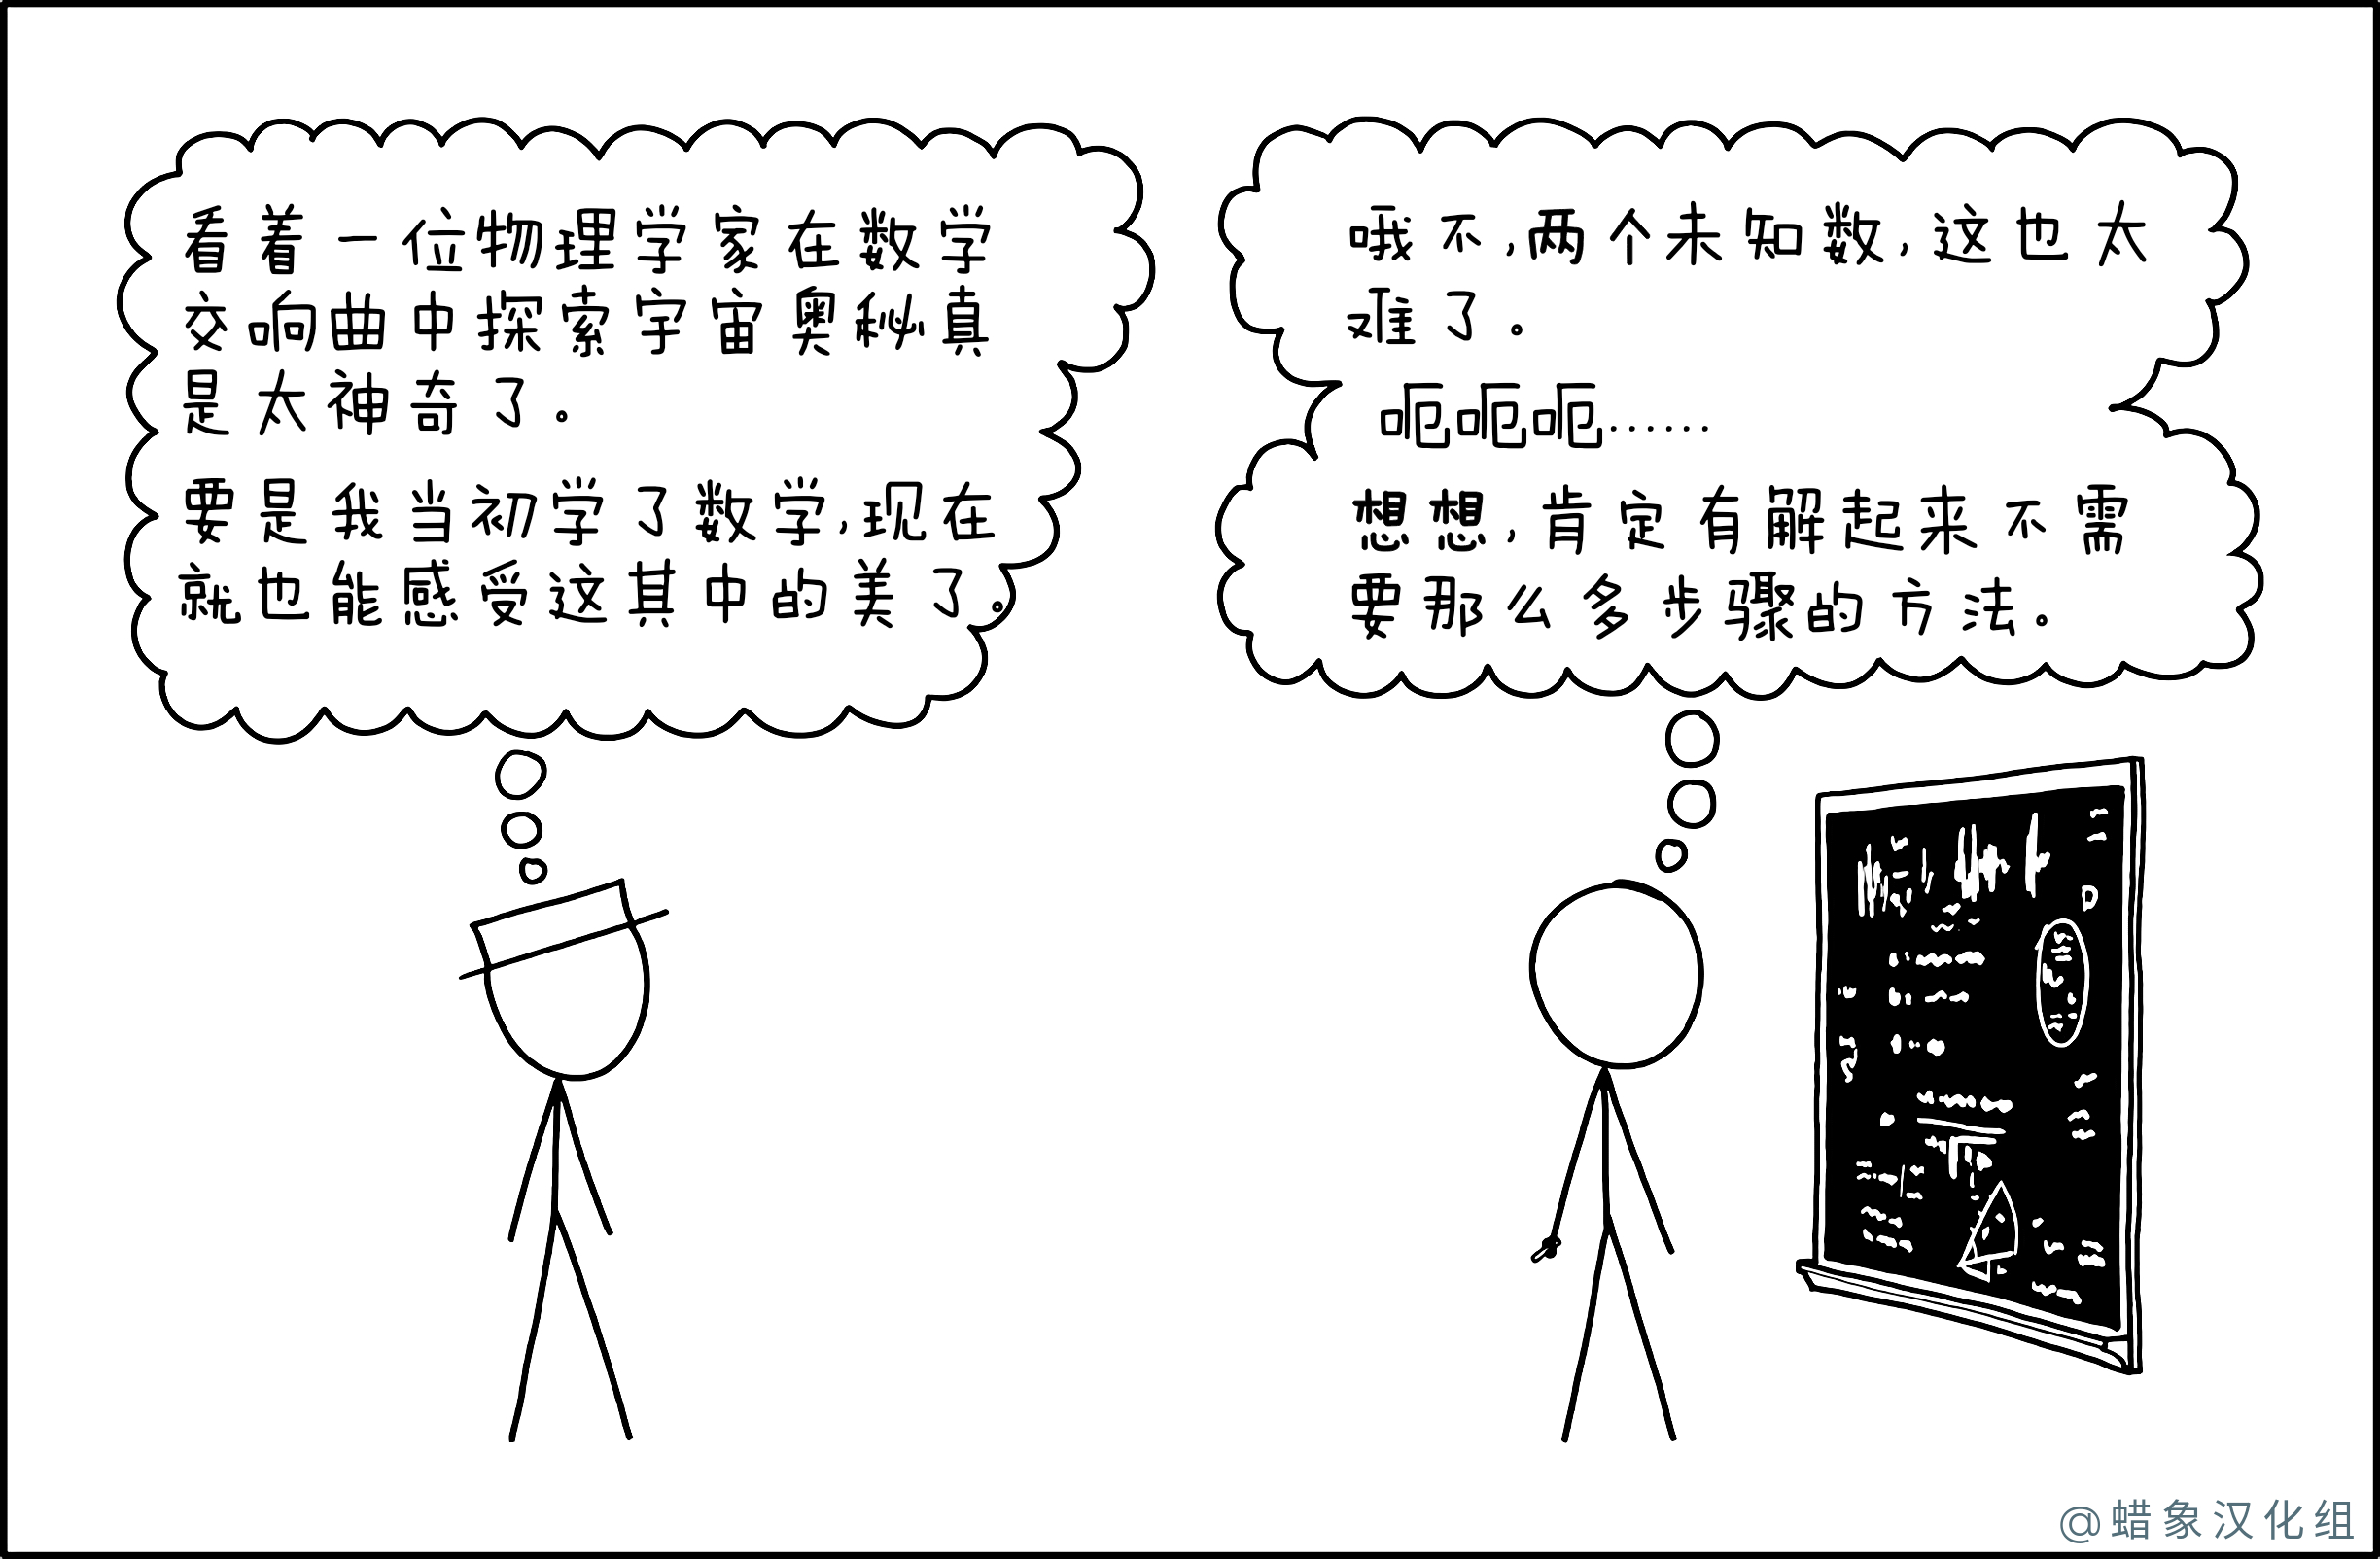 看着一位物理学家在数学
交响曲中探索宇宙奥秘真
是太神奇了。
要是我当初学了数学,现在
就也能感受这其中的美了。
哦不,两个未知数,这也太
难了。
呃呃呃……
想想,肯定有解起来不需
要那么多步骤的方法。
@蜡象汉化组